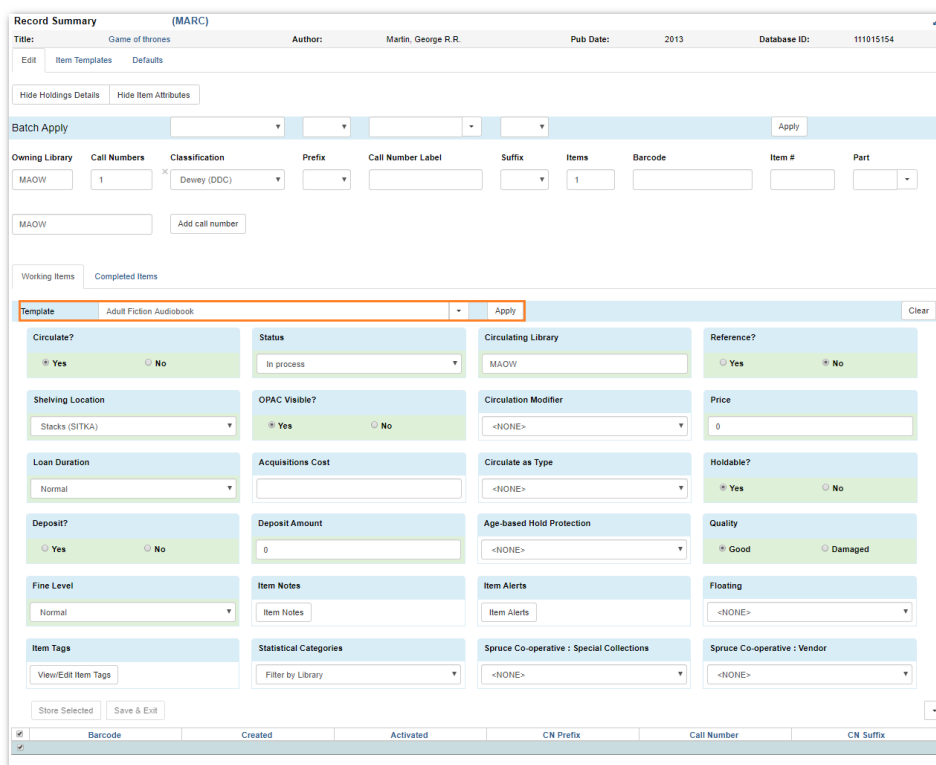 Record Summary (MARC)
Title: Game of thrones Author: Martin, George R.R. Pub Date: 2013 Database ID: 111015154
Edit Item Templates Defaults
Hide Holdings Details Hide Item Attributes
Batch Apply Apply
Owning Library Call Numbers Classification Prefix Call Number Label Suffix Items Barcode Item # Part
MAOW 1 Dewey (DDC) 1
MAOW Add call number
Working Items Completed Items
Template Adult Fiction Audiobook Apply Clear
Circulate? Status Circulating Library Reference?
Yes No In process MAOW Yes No
Shelving Location OPAC Visible? Circulation Modifier Price
Stacks (SITKA) Yes No <NONE> 0
Loan Duration Acquisitions Cost Circulate as Type Holdable?
Normal <NONE> Yes No
Deposit? Deposit Amount Age-based Hold Protection Quality
Yes No 0 <NONE> Good Damaged
Fine Level Item Notes Item Alerts Floating
Normal Item Notes Item Alerts <NONE>
Item Tags Statistical Categories Spruce Co-operative : Special Collections Spruce Co-operative : Vendor
View/Edit Item Tags Filter by Library <NONE> <NONE>
Store Selected Save & Exit
Barcode Created Activated CN Prefix Call Number CN Suffix